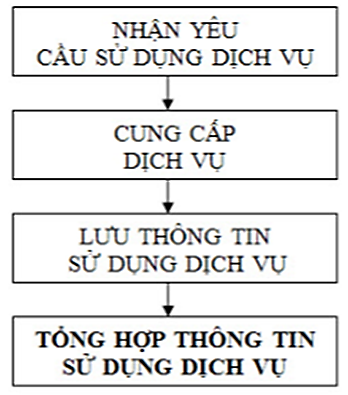 NHẬN YÊU
CẦU SỬ DỤNG DỊCH VỤ
CUNG CẤP
DỊCH VỤ
LƯU THÔNG TIN
SỬ DỤNG DỊCH VỤ
TỔNG HỢP THÔNG TIN
SỬ DỤNG DỊCH VỤ